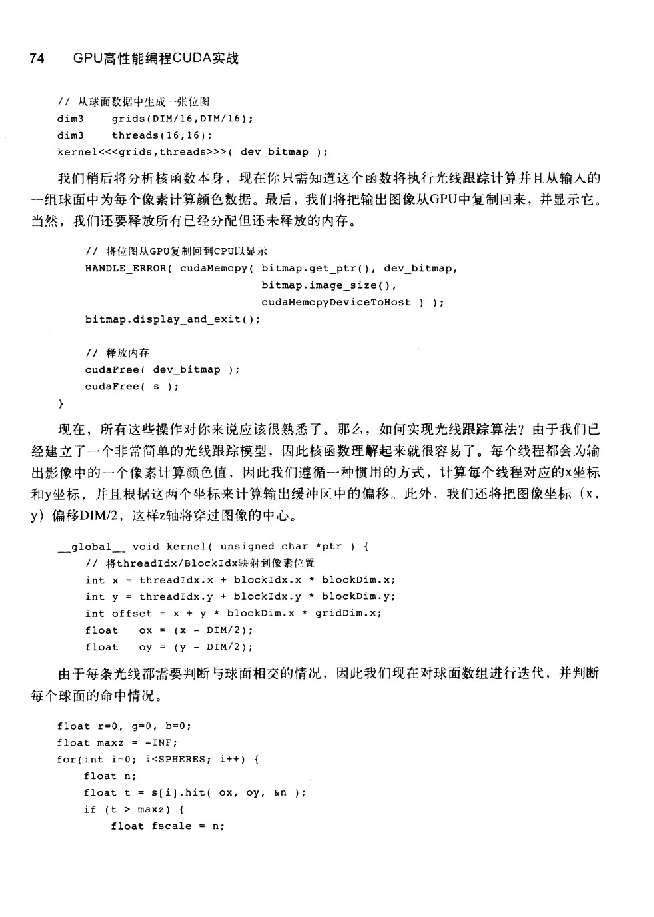 74 GPU高性能编程CUDA实战
// 从球面数据中生成一张位图
dim3 grids(DIM/16,DIM/16);
dim3 threads(16,16);
kernel<<<grids,threads>>>( dev_bitmap );
我们稍后将分析核函数本身，现在你只需知道这个函数将执行光线跟踪计算并且从输入的
一组球面中为每个像素计算颜色数据。最后，我们将把输出图像从GPU中复制回来，并显示它。
当然，我们还要释放所有已经分配但还未释放的内存。
// 将位图从GPU复制回到CPU以显示
HANDLE_ERROR( cudaMemcpy( bitmap.get_ptr(), dev_bitmap,
bitmap.image_size(),
cudaMemcpyDeviceToHost ) );
bitmap.display_and_exit();
// 释放内存
cudaFree( dev_bitmap );
cudaFree( s );
}
现在，所有这些操作对你来说应该很熟悉了。那么，如何实现光线跟踪算法？由于我们已
经建立了一个非常简单的光线跟踪模型，因此核函数理解起来就很容易了。每个线程都会为输
出影像中的一个像素计算颜色值，因此我们遵循一种惯用的方式，计算每个线程对应的x坐标
和y坐标，并且根据这两个坐标来计算输出缓冲区中的偏移。此外，我们还将把图像坐标（x，
y）偏移DIM/2，这样z轴将穿过图像的中心。
__global__ void kernel( unsigned char *ptr ) {
// 将threadIdx/BlockIdx映射到像素位置
int x = threadIdx.x + blockIdx.x * blockDim.x;
int y = threadIdx.y + blockIdx.y * blockDim.y;
int offset = x + y * blockDim.x * gridDim.x;
float ox = (x - DIM/2);
float oy = (y - DIM/2);
由于每条光线都需要判断与球面相交的情况，因此我们现在对球面数组进行迭代，并判断
每个球面的命中情况。
float r=0, g=0, b=0;
float maxz = -INF;
for(int i=0; i<SPHERES; i++) {
float n;
float t = s[i].hit( ox, oy, &n );
if (t > maxz) {
float fscale = n;